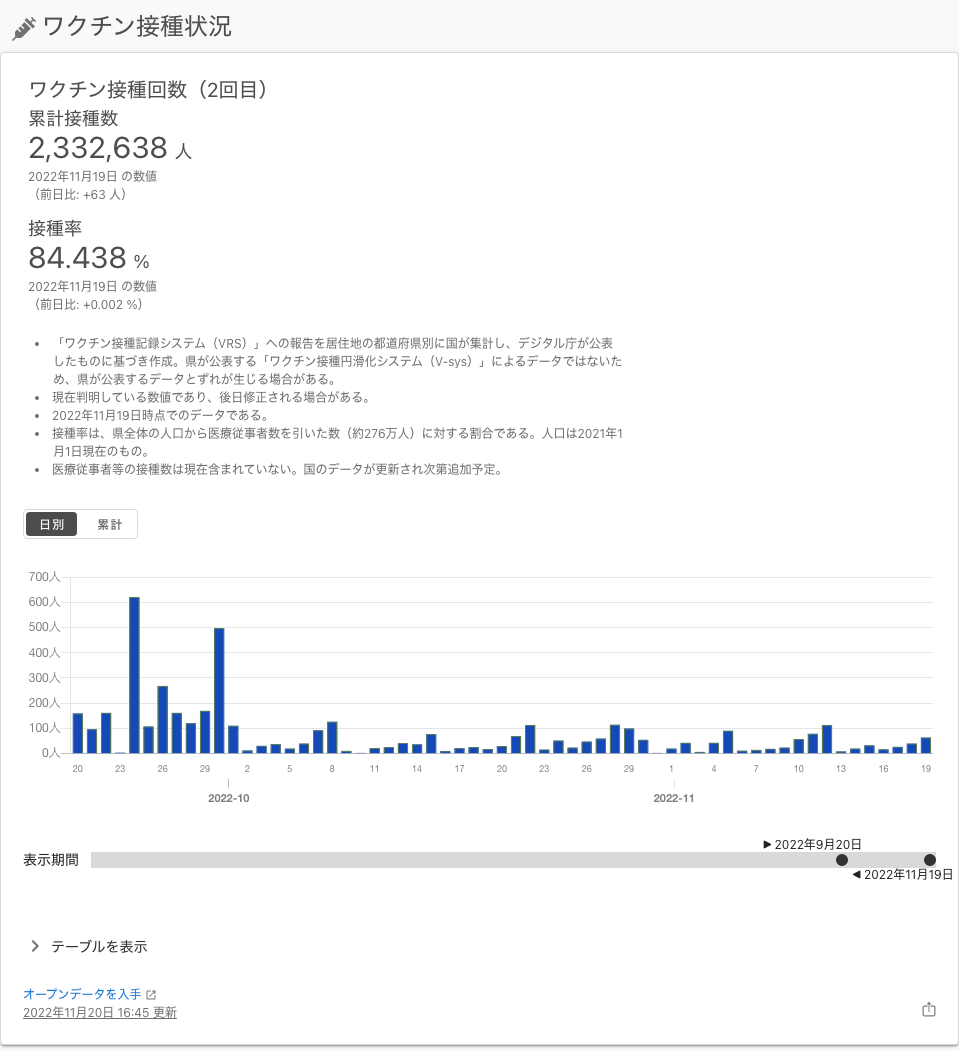 ワクチン接種状況
ワクチン接種回数（2回目）
累計接種数
2,332,638 人
2022年11月19日 の数値
（前日比: +63 人）
接種率
84.438 %
2022年11月19日 の数値
（前日比: +0.002 %）
• 「ワクチン接種記録システム（VRS）」への報告を居住地の都道府県別に国が集計し、デジタル庁が公表
したものに基づき作成。県が公表する「ワクチン接種円滑化システム（V-sys）」によるデータではないた
め、県が公表するデータとずれが生じる場合がある。
• 現在判明している数値であり、後日修正される場合がある。
• 2022年11月19日時点でのデータである。
• 接種率は、県全体の人口から医療従事者数を引いた数（約276万人）に対する割合である。人口は2021年1
月1日現在のもの。
• 医療従事者等の接種数は現在含まれていない。国のデータが更新され次第追加予定。
日別 累計
700人
600人
500人
400人
300人
200人
100人
0人
20 23 26 29 2 5 8 11 14 17 20 23 26 29 1 4 7 10 13 16 19
2022-10 2022-11
▶ 2022年9月20日
表示期間
◀ 2022年11月19日
テーブルを表示
オープンデータを入手
2022年11月20日 16:45 更新